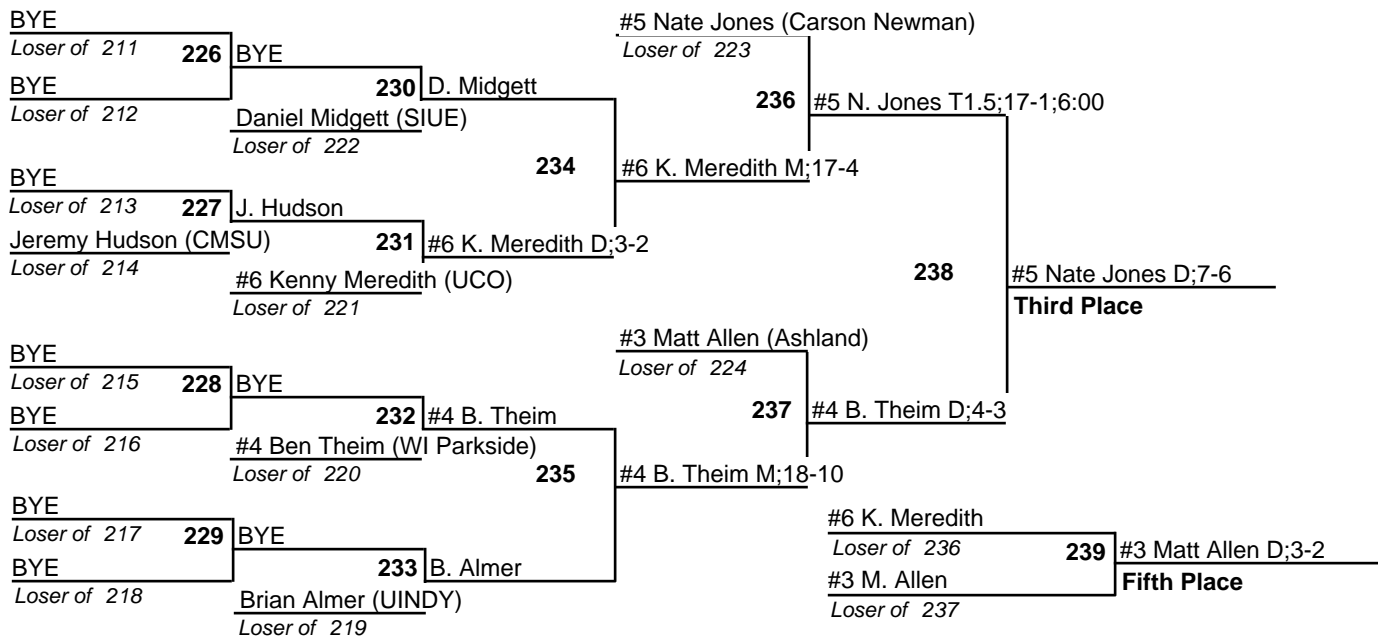 BYE
Loser of 211
226
BYE
BYE
Loser of 212
230
D. Midgett
Daniel Midgett (SIUE)
Loser of 222
BYE
Loser of 213
227
J. Hudson
Jeremy Hudson (CMSU)
Loser of 214
231
#6 K. Meredith D;3-2
#6 Kenny Meredith (UCO)
Loser of 221
234
#6 K. Meredith M;17-4
#5 Nate Jones (Carson Newman)
Loser of 223
236
#5 N. Jones T1.5;17-1;6:00
BYE
Loser of 215
228
BYE
BYE
Loser of 216
232
#4 B. Theim
#4 Ben Theim (WI Parkside)
Loser of 220
BYE
Loser of 217
229
BYE
BYE
Loser of 218
233
B. Almer
Brian Almer (UINDY)
Loser of 219
235
#4 B. Theim M;18-10
#3 Matt Allen (Ashland)
Loser of 224
237
#4 B. Theim D;4-3
238
#5 Nate Jones D;7-6
Third Place
#6 K. Meredith
Loser of 236
239
#3 M. Allen
Loser of 237
#3 Matt Allen D;3-2
Fifth Place